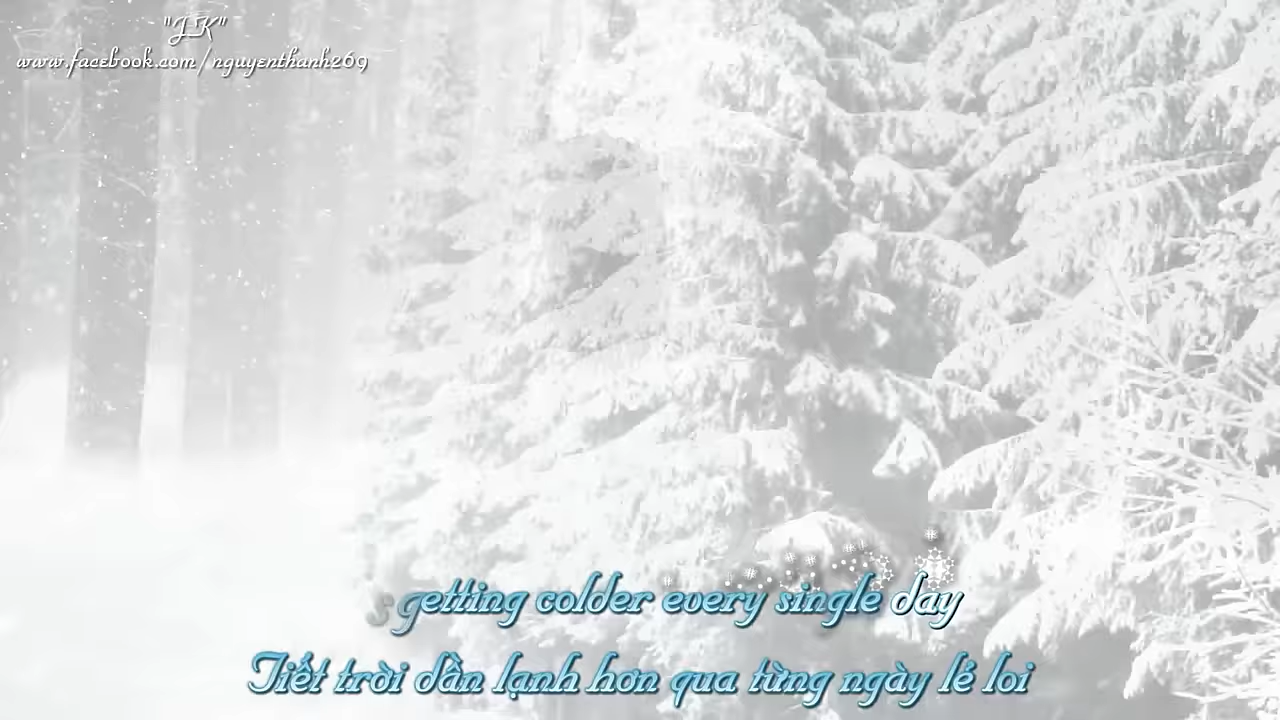 "J.K"
www.facebook.com/nguyenthanh269
s getting colder every single day
Tiết trời dần lạnh hơn qua từng ngày lẻ loi